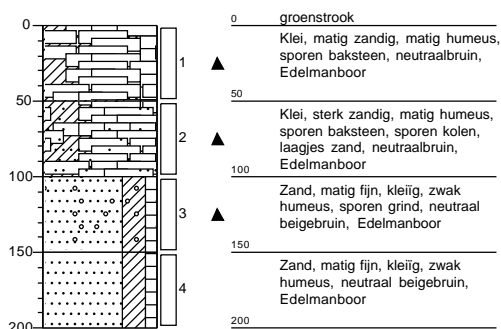 0
50
100
150
200
1
2
3
4
0 groenstrook
Klei, matig zandig, matig humeus,
sporen baksteen, neutraalbruin,
Edelmanboor
50
Klei, sterk zandig, matig humeus,
sporen baksteen, sporen kolen,
laagjes zand, neutraalbruin,
Edelmanboor
100
Zand, matig fijn, kleiïg, zwak
humeus, sporen grind, neutraal
beigebruin, Edelmanboor
150
Zand, matig fijn, kleiïg, zwak
humeus, neutraal beigebruin,
Edelmanboor
200